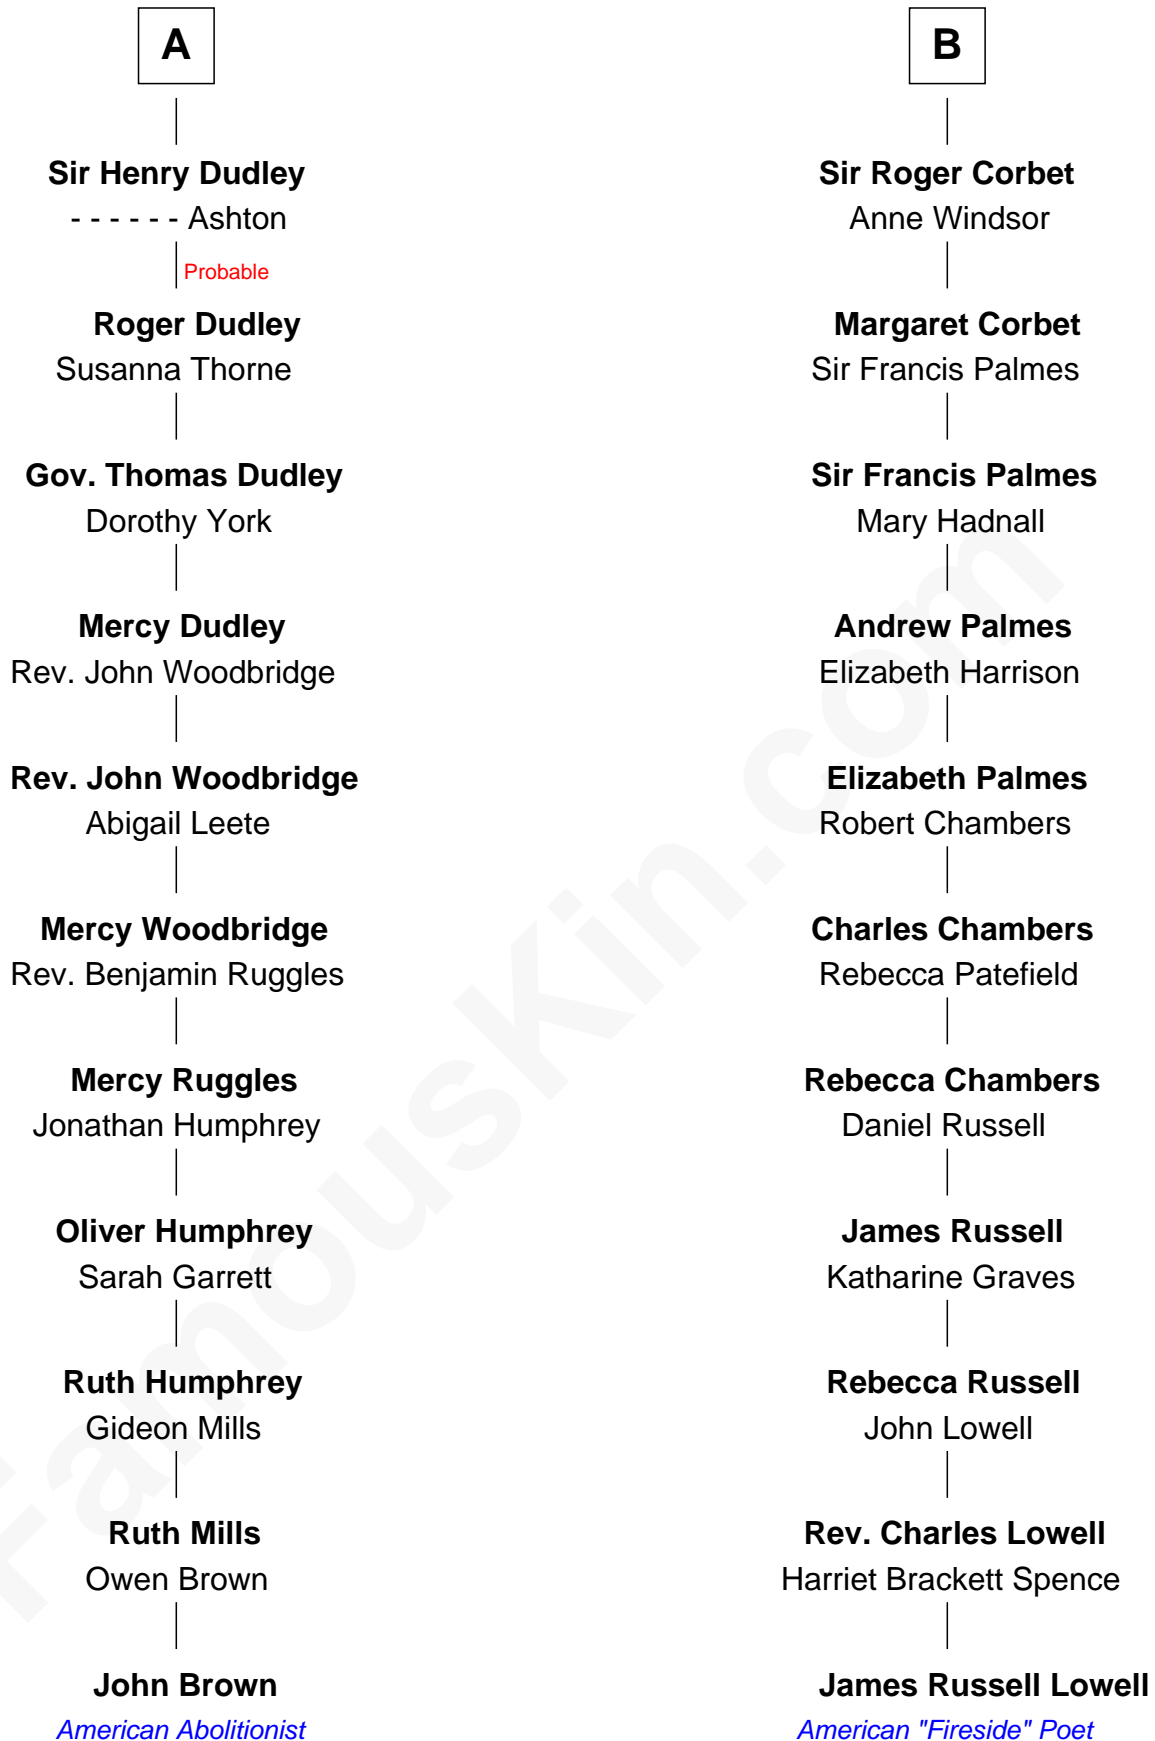 A
Sir Henry Dudley
- - - - - - Ashton
Probable
Roger Dudley
Susanna Thorne
Gov. Thomas Dudley
Dorothy York
Mercy Dudley
Rev. John Woodbridge
Rev. John Woodbridge
Abigail Leete
Mercy Woodbridge
Rev. Benjamin Ruggles
Mercy Ruggles
Jonathan Humphrey
Oliver Humphrey
Sarah Garrett
Ruth Humphrey
Gideon Mills
Ruth Mills
Owen Brown
John Brown
American Abolitionist
B
Sir Roger Corbet
Anne Windsor
Margaret Corbet
Sir Francis Palmes
Sir Francis Palmes
Mary Hadnall
Andrew Palmes
Elizabeth Harrison
Elizabeth Palmes
Robert Chambers
Charles Chambers
Rebecca Patefield
Rebecca Chambers
Daniel Russell
James Russell
Katharine Graves
Rebecca Russell
John Lowell
Rev. Charles Lowell
Harriet Brackett Spence
James Russell Lowell
American "Fireside" Poet
FamousKin.com